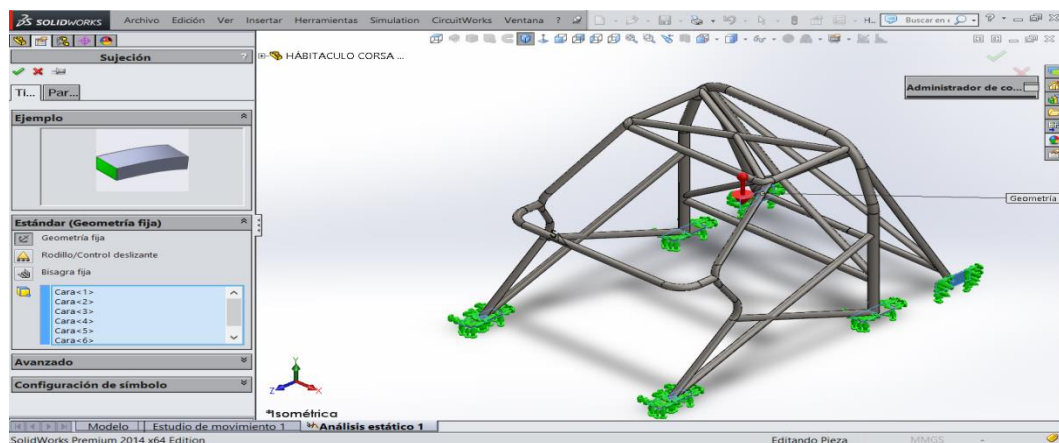 SOLIDWORKS Archivo Edición Ver Insertar Herramientas Simulation CircuitWorks Ventana ? H... Buscar en
Sujeción ?
HÁBITACULO CORSA ...
Ti... Par...
Administrador de co...
Ejemplo
Geometría
Estándar (Geometría fija)
Geometría fija
Rodillo/Control deslizante
Bisagra fija
Cara<1>
Cara<2>
Cara<3>
Cara<4>
Cara<5>
Cara<6>
Avanzado
Configuración de símbolo
Y
Z
X
*Isométrica
Modelo Estudio de movimiento 1 Análisis estático 1
SolidWorks Premium 2014 x64 Edition Editando Pieza MMGS -